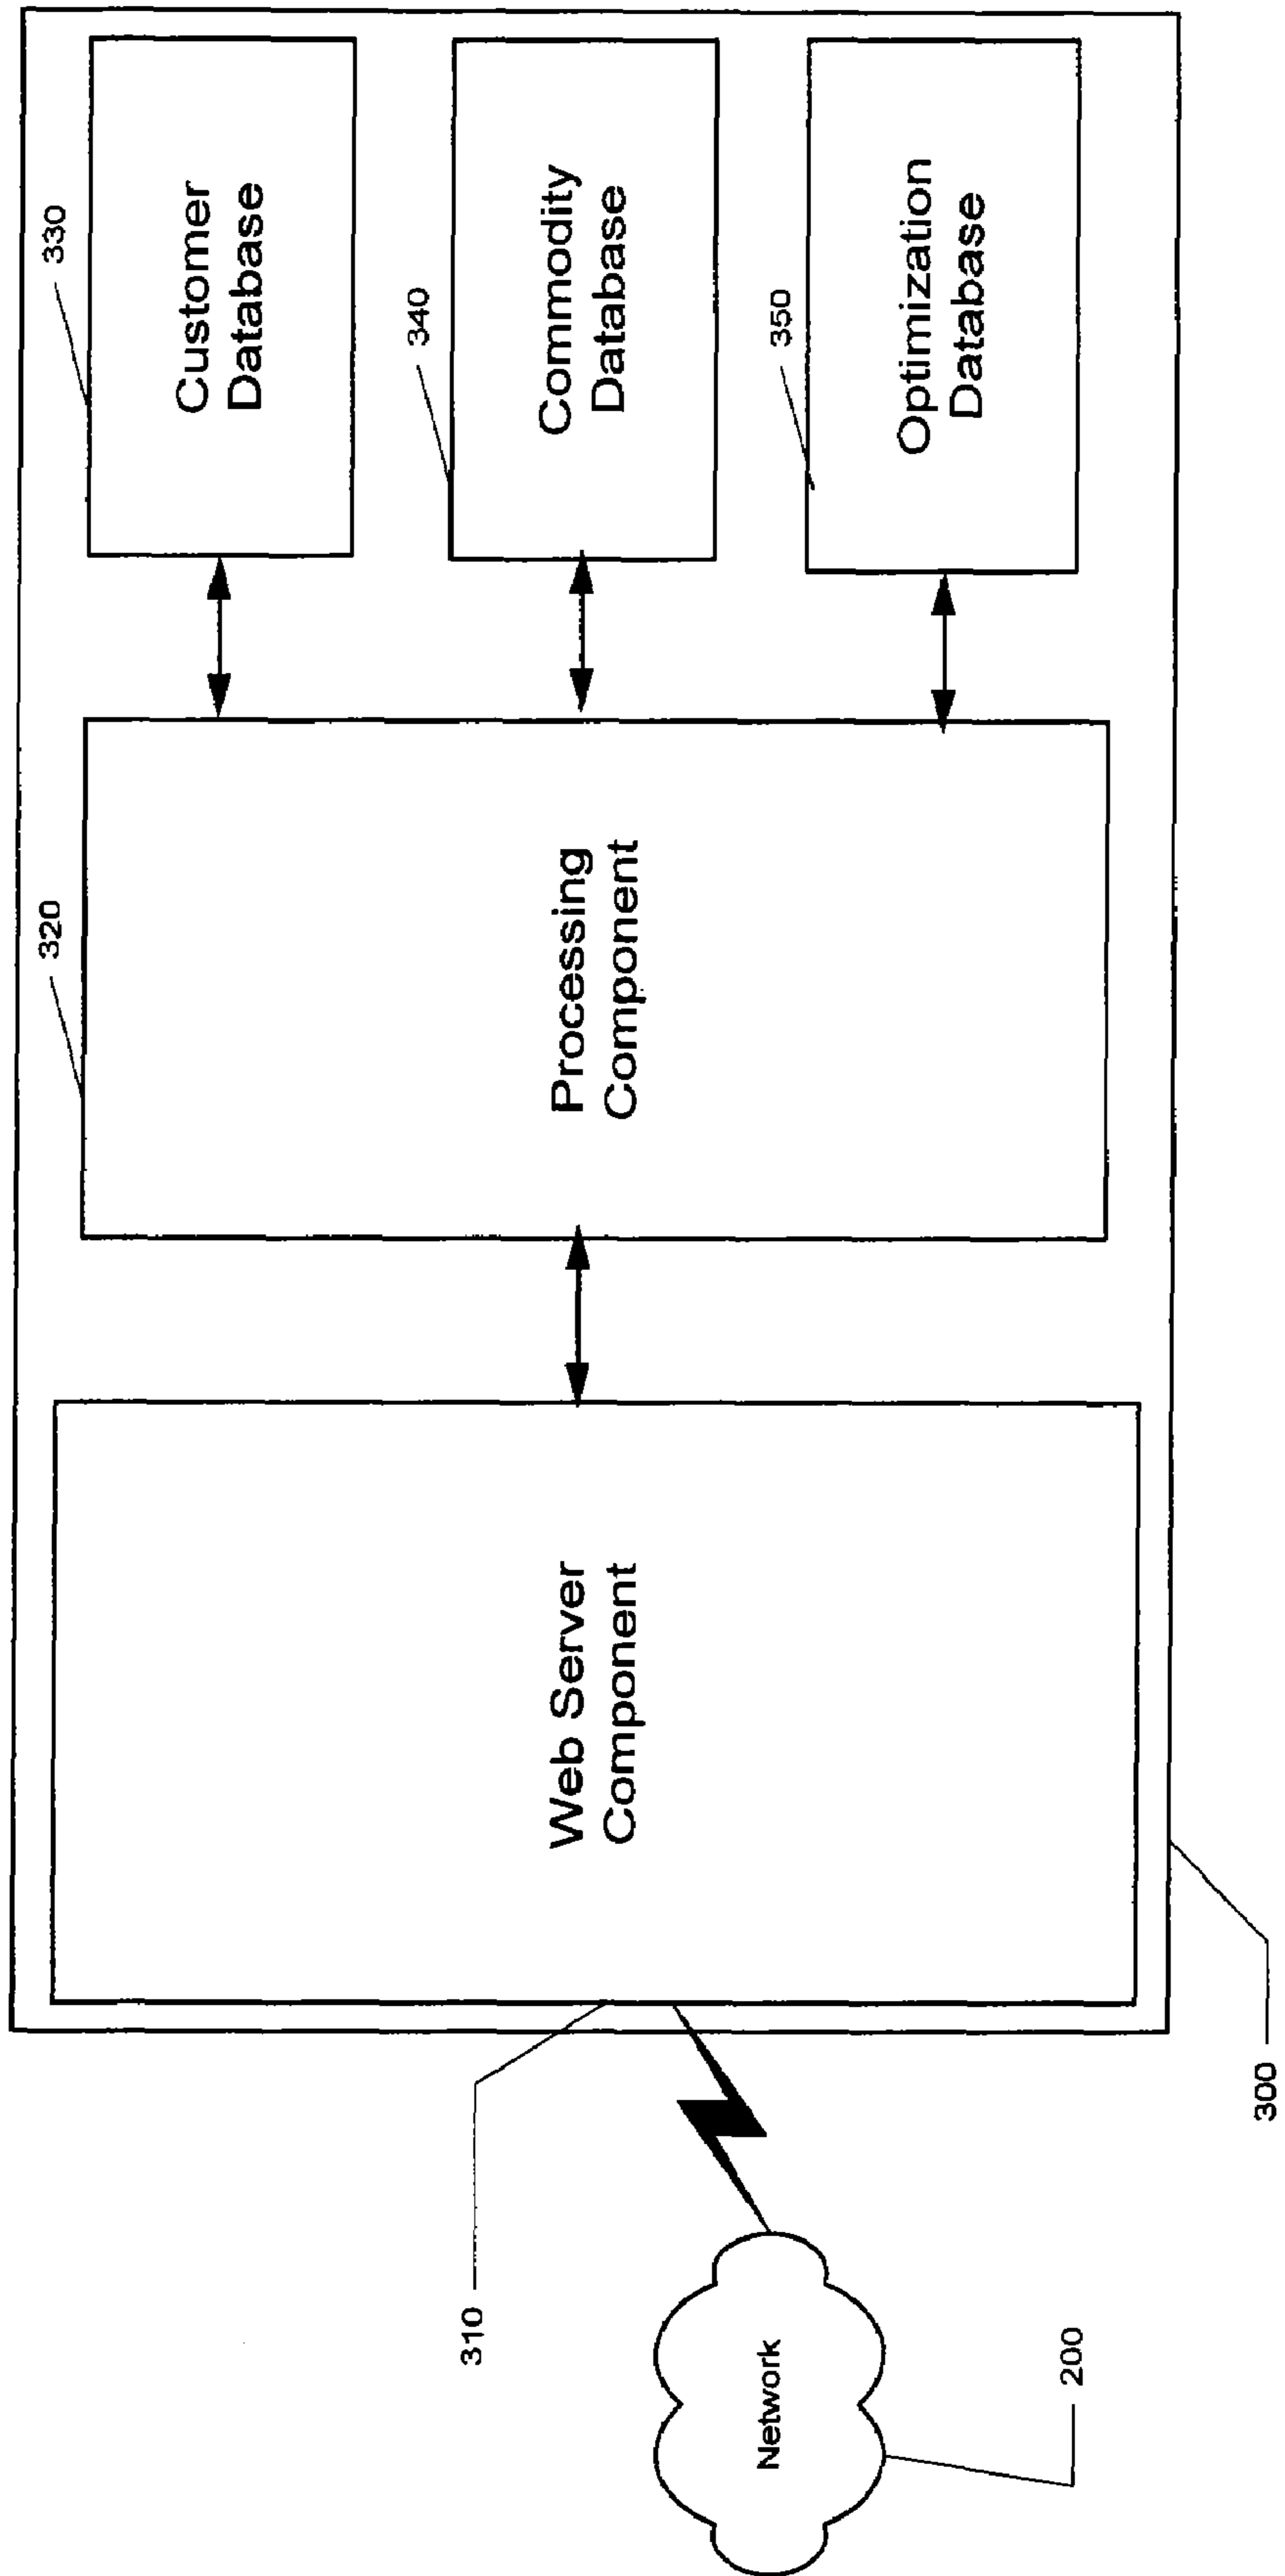 330
Customer
Database
340
Commodity
Database
350
Optimization
Database
320
Processing
Component
Web Server
Component
310
300
Network
200